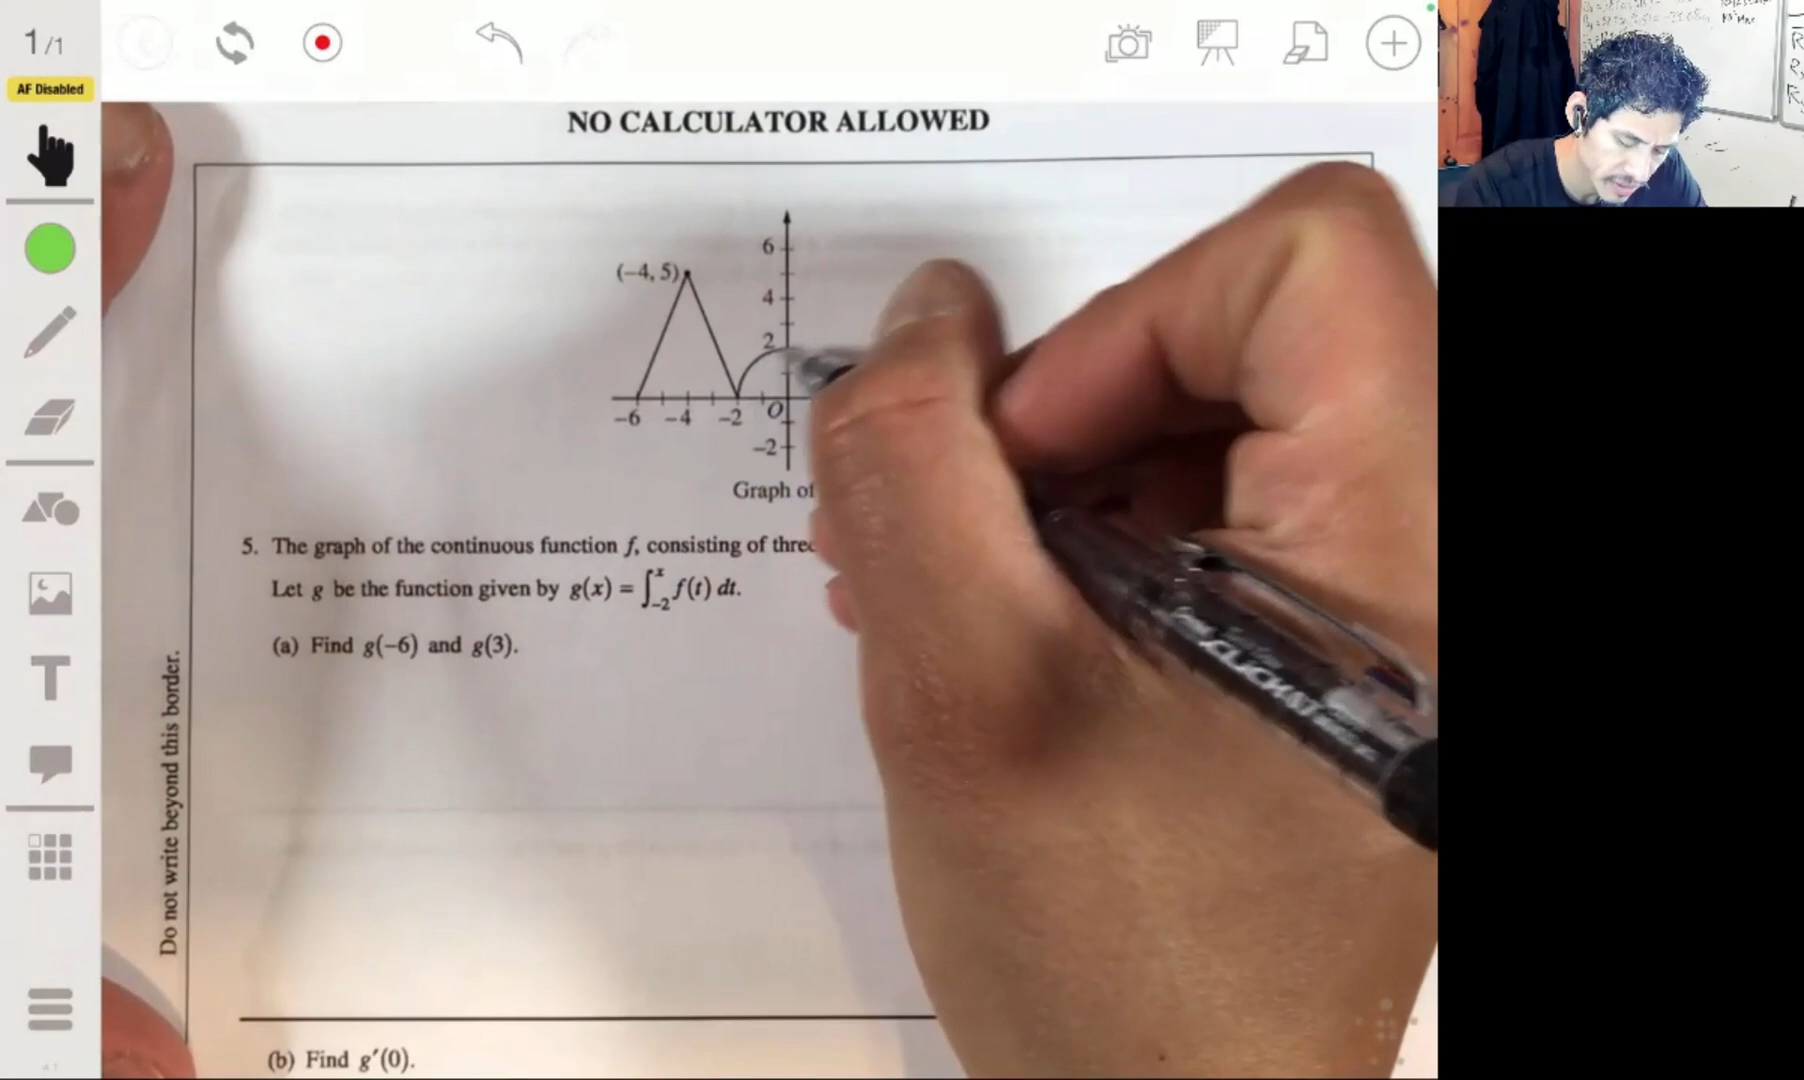 1/1
AF Disabled
NO CALCULATOR ALLOWED
(−4, 5)
6
4
2
−6 −4 −2 O
−2
Graph of
5. The graph of the continuous function f, consisting of three
Let g be the function given by g(x) = ∫_{−2}^{x} f(t) dt.
(a) Find g(−6) and g(3).
Do not write beyond this border.
(b) Find g′(0).
T